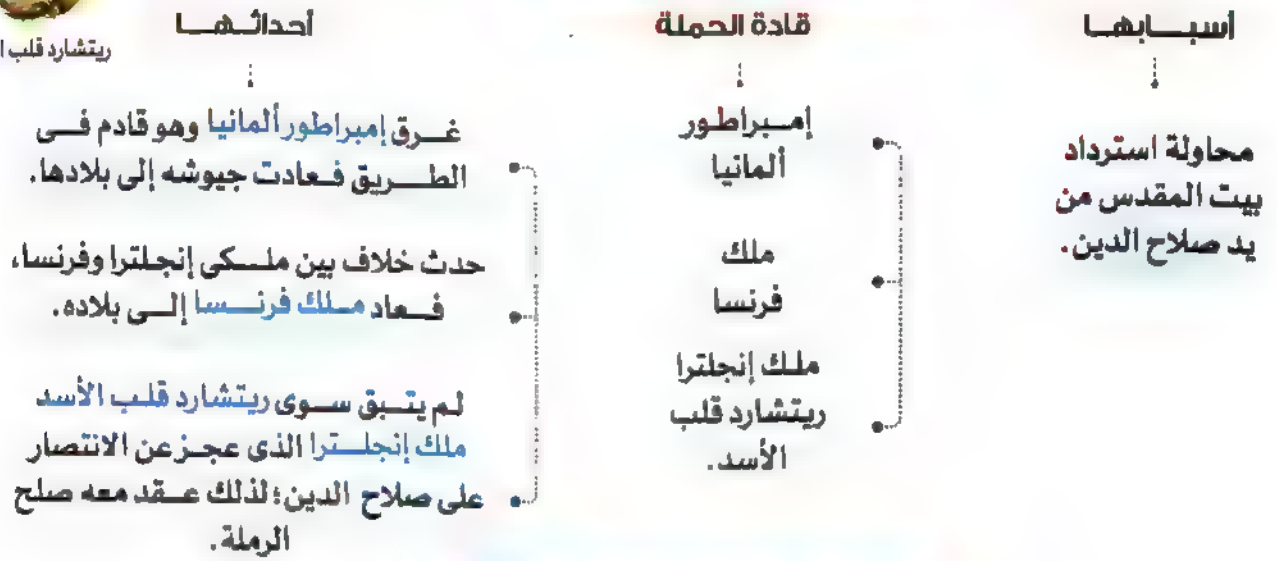 أسبابها
محاولة استرداد
بيت المقدس من
يد صلاح الدين.
قادة الحملة
إمبراطور
ألمانيا
ملك
فرنسا
ملك إنجلترا
ريتشارد قلب
الأسد.
أحداثها
غرق إمبراطور ألمانيا وهو قادم فى
الطريق فعادت جيوشه إلى بلادها.
حدث خلاف بين ملكى إنجلترا وفرنسا،
فعاد ملك فرنسا إلى بلاده.
لم يتبق سوى ريتشارد قلب الأسد
ملك إنجلترا الذى عجز عن الانتصار
على صلاح الدين؛ لذلك عقد معه صلح
الرملة.
ريتشارد قلب